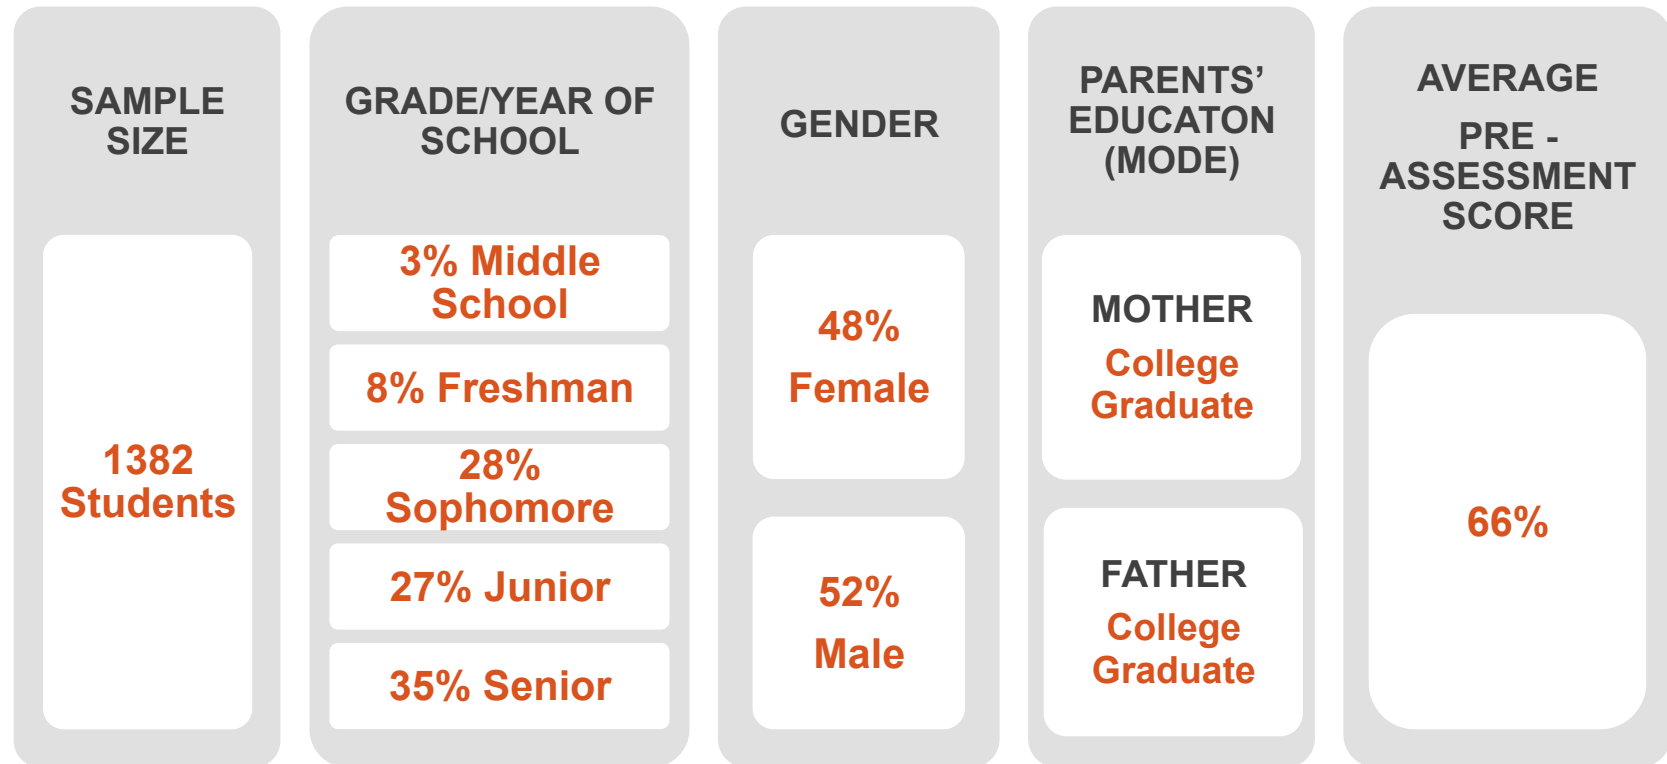 SAMPLE
SIZE
1382
Students
GRADE/YEAR OF
SCHOOL
3% Middle
School
8% Freshman
28%
Sophomore
27% Junior
35% Senior
GENDER
48%
Female
52%
Male
PARENTS’
EDUCATON
(MODE)
MOTHER
College
Graduate
FATHER
College
Graduate
AVERAGE
PRE -
ASSESSMENT
SCORE
66%